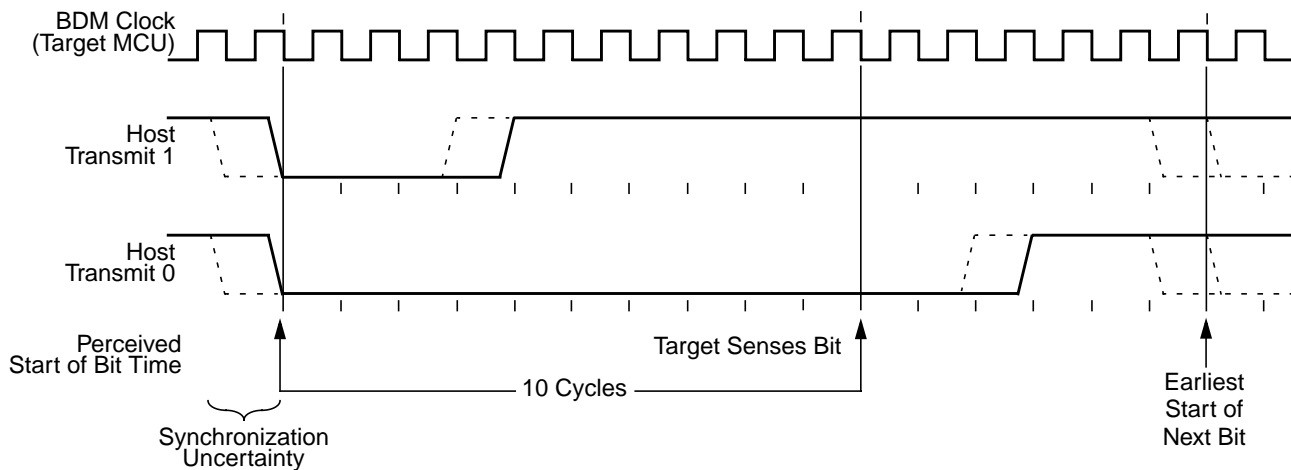 BDM Clock
(Target MCU)
Host
Transmit 1
Host
Transmit 0
Perceived
Start of Bit Time
Target Senses Bit
10 Cycles
Earliest
Start of
Next Bit
Synchronization
Uncertainty